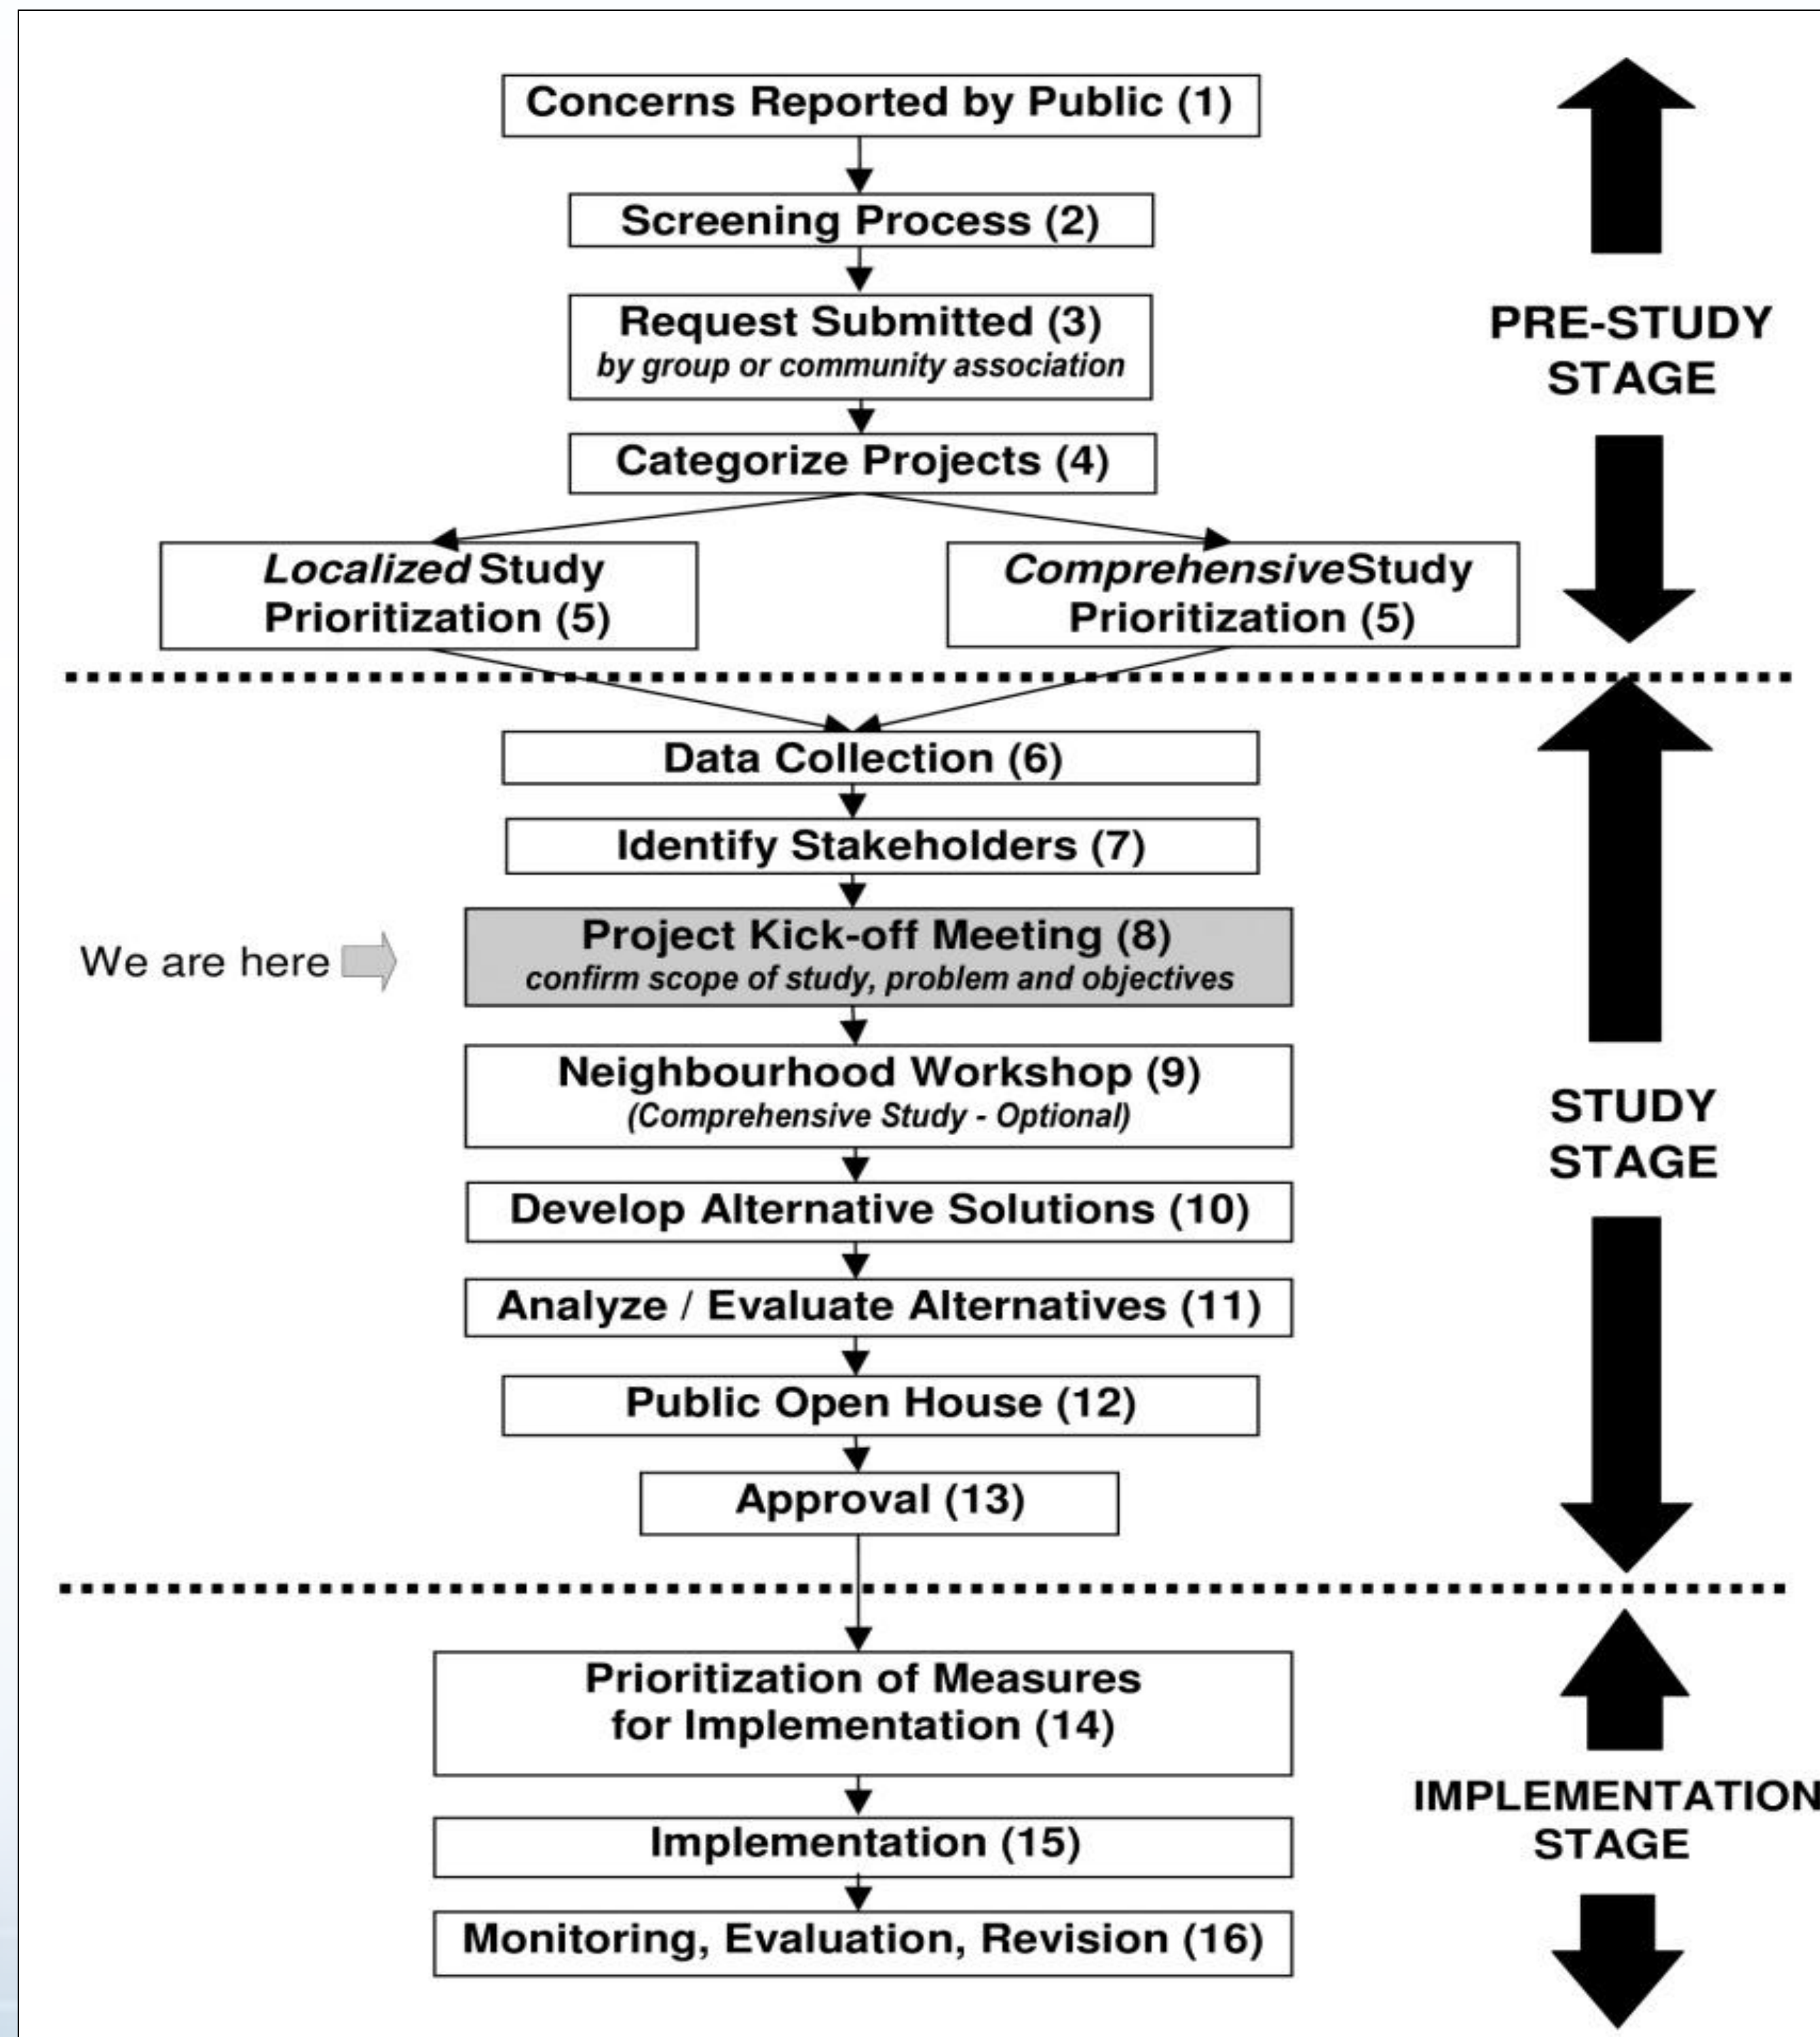 Concerns Reported by Public (1)
Screening Process (2)
Request Submitted (3)
by group or community association
PRE-STUDY
STAGE
Categorize Projects (4)
Localized Study
Prioritization (5)
ComprehensiveStudy
Prioritization (5)
Data Collection (6)
Identify Stakeholders (7)
We are here
Project Kick-off Meeting (8)
confirm scope of study, problem and objectives
Neighbourhood Workshop (9)
(Comprehensive Study - Optional)
STUDY
STAGE
Develop Alternative Solutions (10)
Analyze / Evaluate Alternatives (11)
Public Open House (12)
Approval (13)
Prioritization of Measures
for Implementation (14)
IMPLEMENTATION
STAGE
Implementation (15)
Monitoring, Evaluation, Revision (16)